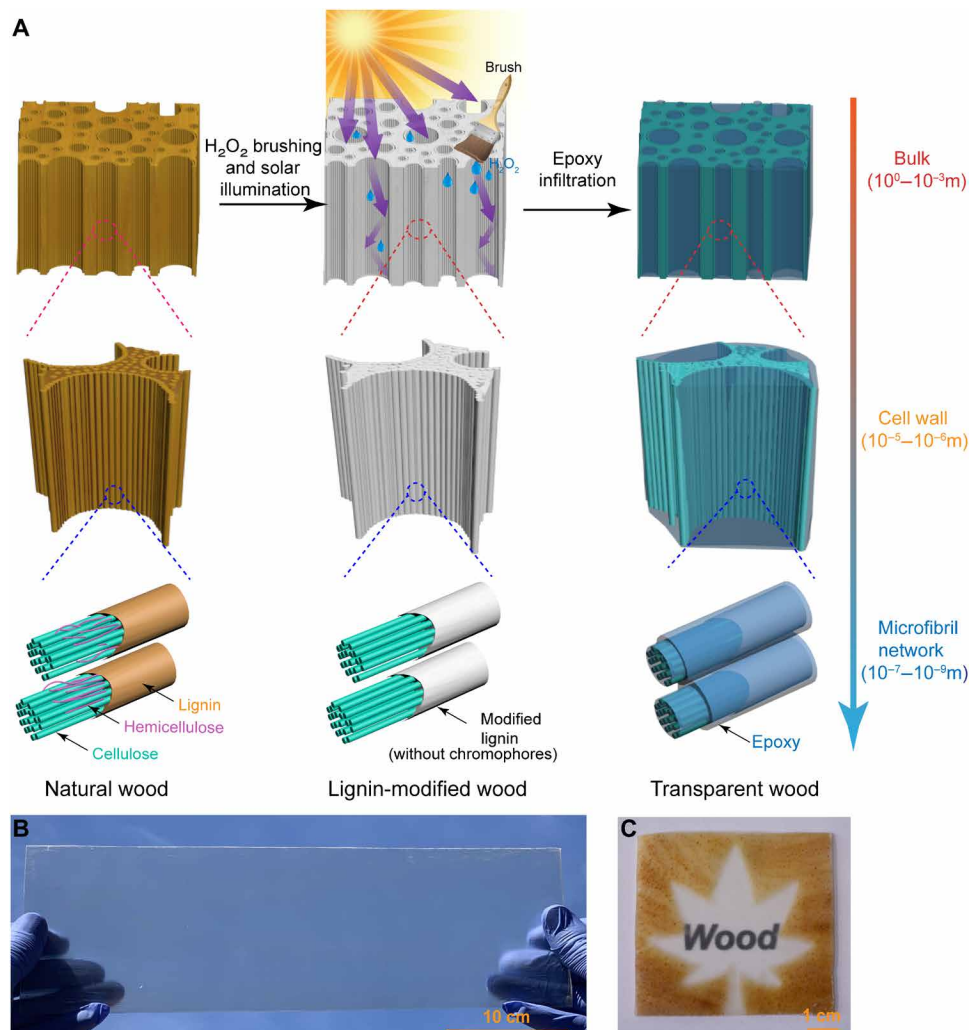 A
Brush
H₂O₂ brushing
and solar
illumination
H₂O₂
Epoxy
infiltration
Bulk
(10⁰–10⁻³m)
Cell wall
(10⁻⁵–10⁻⁶m)
Microfibril
network
(10⁻⁷–10⁻⁹m)
Lignin
Hemicellulose
Cellulose
Modified
lignin
(without chromophores)
Epoxy
Natural wood
Lignin-modified wood
Transparent wood
B
10 cm
C
Wood
1 cm